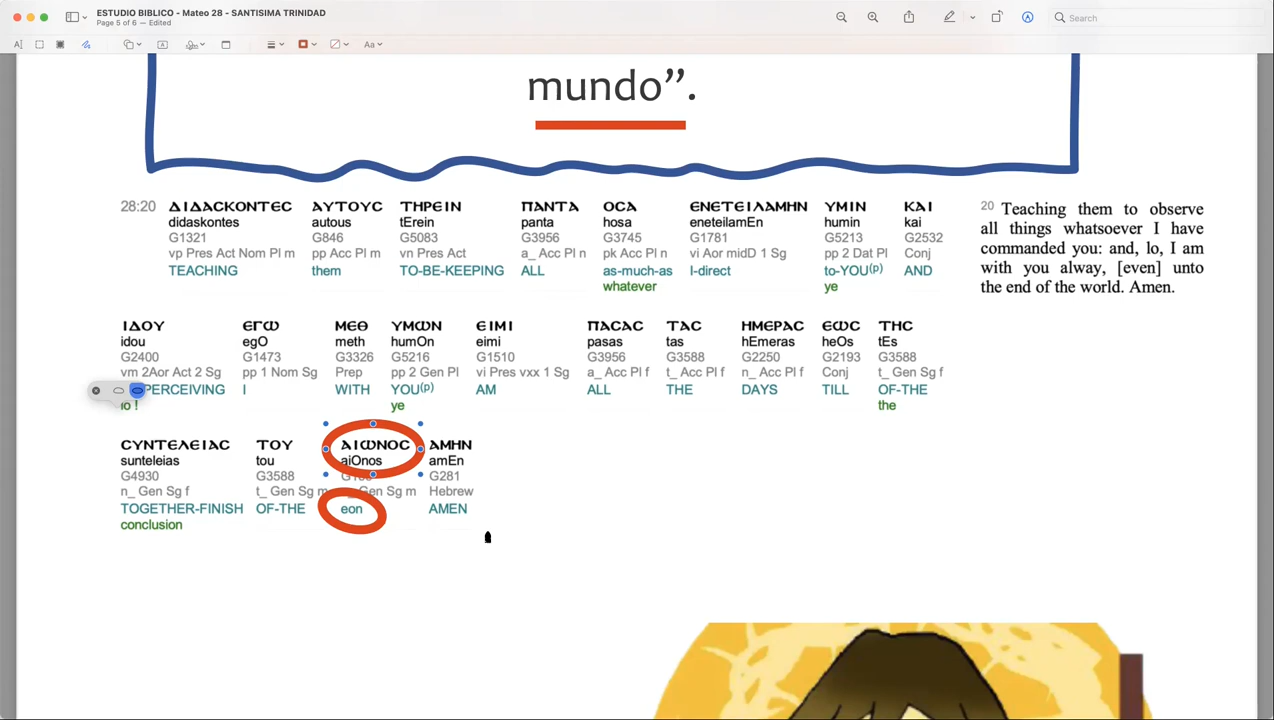 ESTUDIO BIBLICO - Mateo 28 - SANTISIMA TRINIDAD
Page 5 of 6 — Edited
Search
Aa
mundo”.
28:20 ΔΙΔΑϹΚΟΝΤΕϹ ΑΥΤΟΥϹ ΤΗΡΕΙΝ ΠΑΝΤΑ ΟϹΑ ΕΝΕΤΕΙΛΑΜΗΝ ΥΜΙΝ ΚΑΙ
didaskontes autous tErein panta hosa eneteilamEn humin kai
G1321 G846 G5083 G3956 G3745 G1781 G5213 G2532
vp Pres Act Nom Pl m pp Acc Pl m vn Pres Act a_ Acc Pl n pk Acc Pl n vi Aor midD 1 Sg pp 2 Dat Pl Conj
TEACHING them TO-BE-KEEPING ALL as-much-as I-direct to-YOU(p) AND
whatever ye
20 Teaching them to observe
all things whatsoever I have
commanded you: and, lo, I am
with you alway, [even] unto
the end of the world. Amen.
ΙΔΟΥ ΕΓΩ ΜΕΘ ΥΜΩΝ ΕΙΜΙ ΠΑϹΑϹ ΤΑϹ ΗΜΕΡΑϹ ΕΩϹ ΤΗϹ
idou egO meth humOn eimi pasas tas hEmeras heOs tEs
G2400 G1473 G3326 G5216 G1510 G3956 G3588 G2250 G2193 G3588
vm 2Aor Act 2 Sg pp 1 Nom Sg Prep pp 2 Gen Pl vi Pres vxx 1 Sg a_ Acc Pl f t_ Acc Pl f n_ Acc Pl f Conj t_ Gen Sg f
PERCEIVING I WITH YOU(p) AM ALL THE DAYS TILL OF-THE
lo ! ye the
ϹΥΝΤΕΛΕΙΑϹ ΤΟΥ ΑΙΩΝΟϹ ΑΜΗΝ
sunteleias tou aiOnos amEn
G4930 G3588 G281
n_ Gen Sg f t_ Gen Sg m Gen Sg m Hebrew
TOGETHER-FINISH OF-THE eon AMEN
conclusion